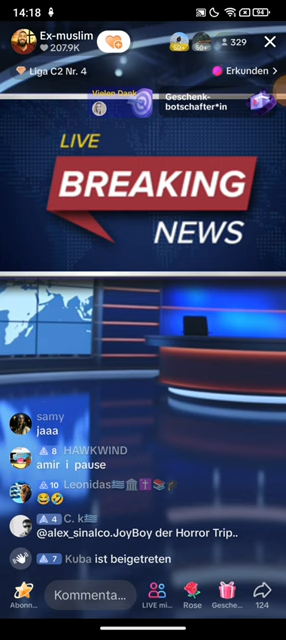 14:18
94
Ex-muslim
207.9K
50+
50+
329
Liga C2 Nr. 4
Erkunden
Vielen Dank
Geschenk-
botschafter*in
LIVE
BREAKING
NEWS
samy
jaaa
8 HAWKWIND
amir i pause
10 Leonidas
4 C. k
@alex_sinalco.JoyBoy der Horror Trip..
7 Kuba ist beigetreten
Abonn...
Kommenta...
LIVE mi...
Rose
Gesche...
124